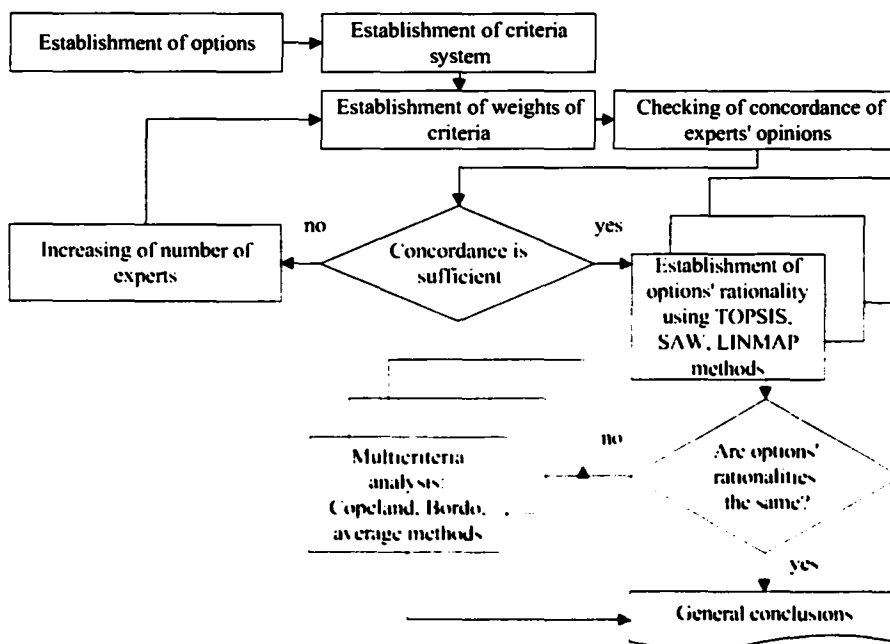 Establishment of options
Establishment of criteria
system
Establishment of weights of
criteria
Checking of concordance of
experts' opinions
no
yes
Increasing of number of
experts
Concordance is
sufficient
Establishment of
options' rationality
using TOPSIS,
SAW, LINMAP
methods
no
Multicriteria
analysis:
Copeland, Bordo,
average methods
Are options'
rationalities
the same?
yes
General conclusions